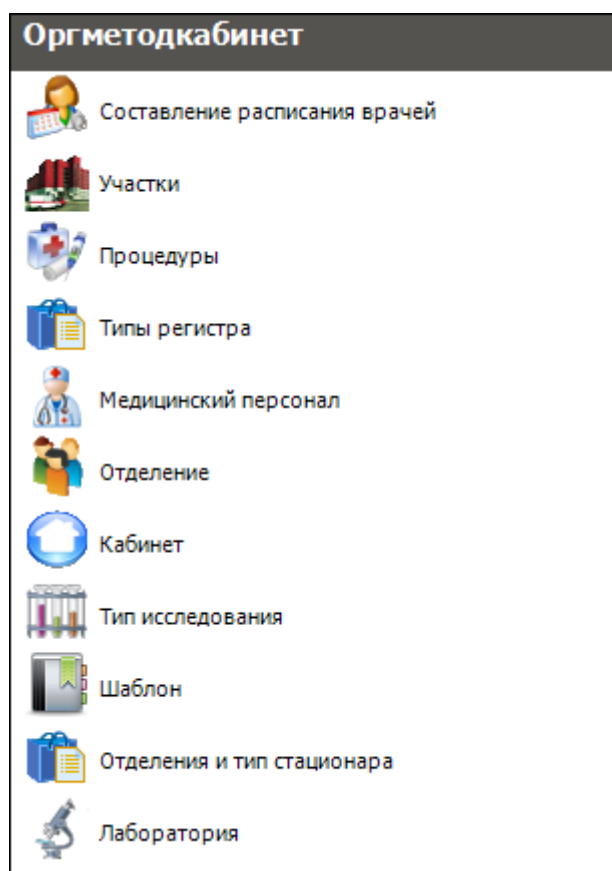 Оргметодкабинет
Составление расписания врачей
Участки
Процедуры
Типы регистра
Медицинский персонал
Отделение
Кабинет
Тип исследования
Шаблон
Отделения и тип стационара
Лаборатория